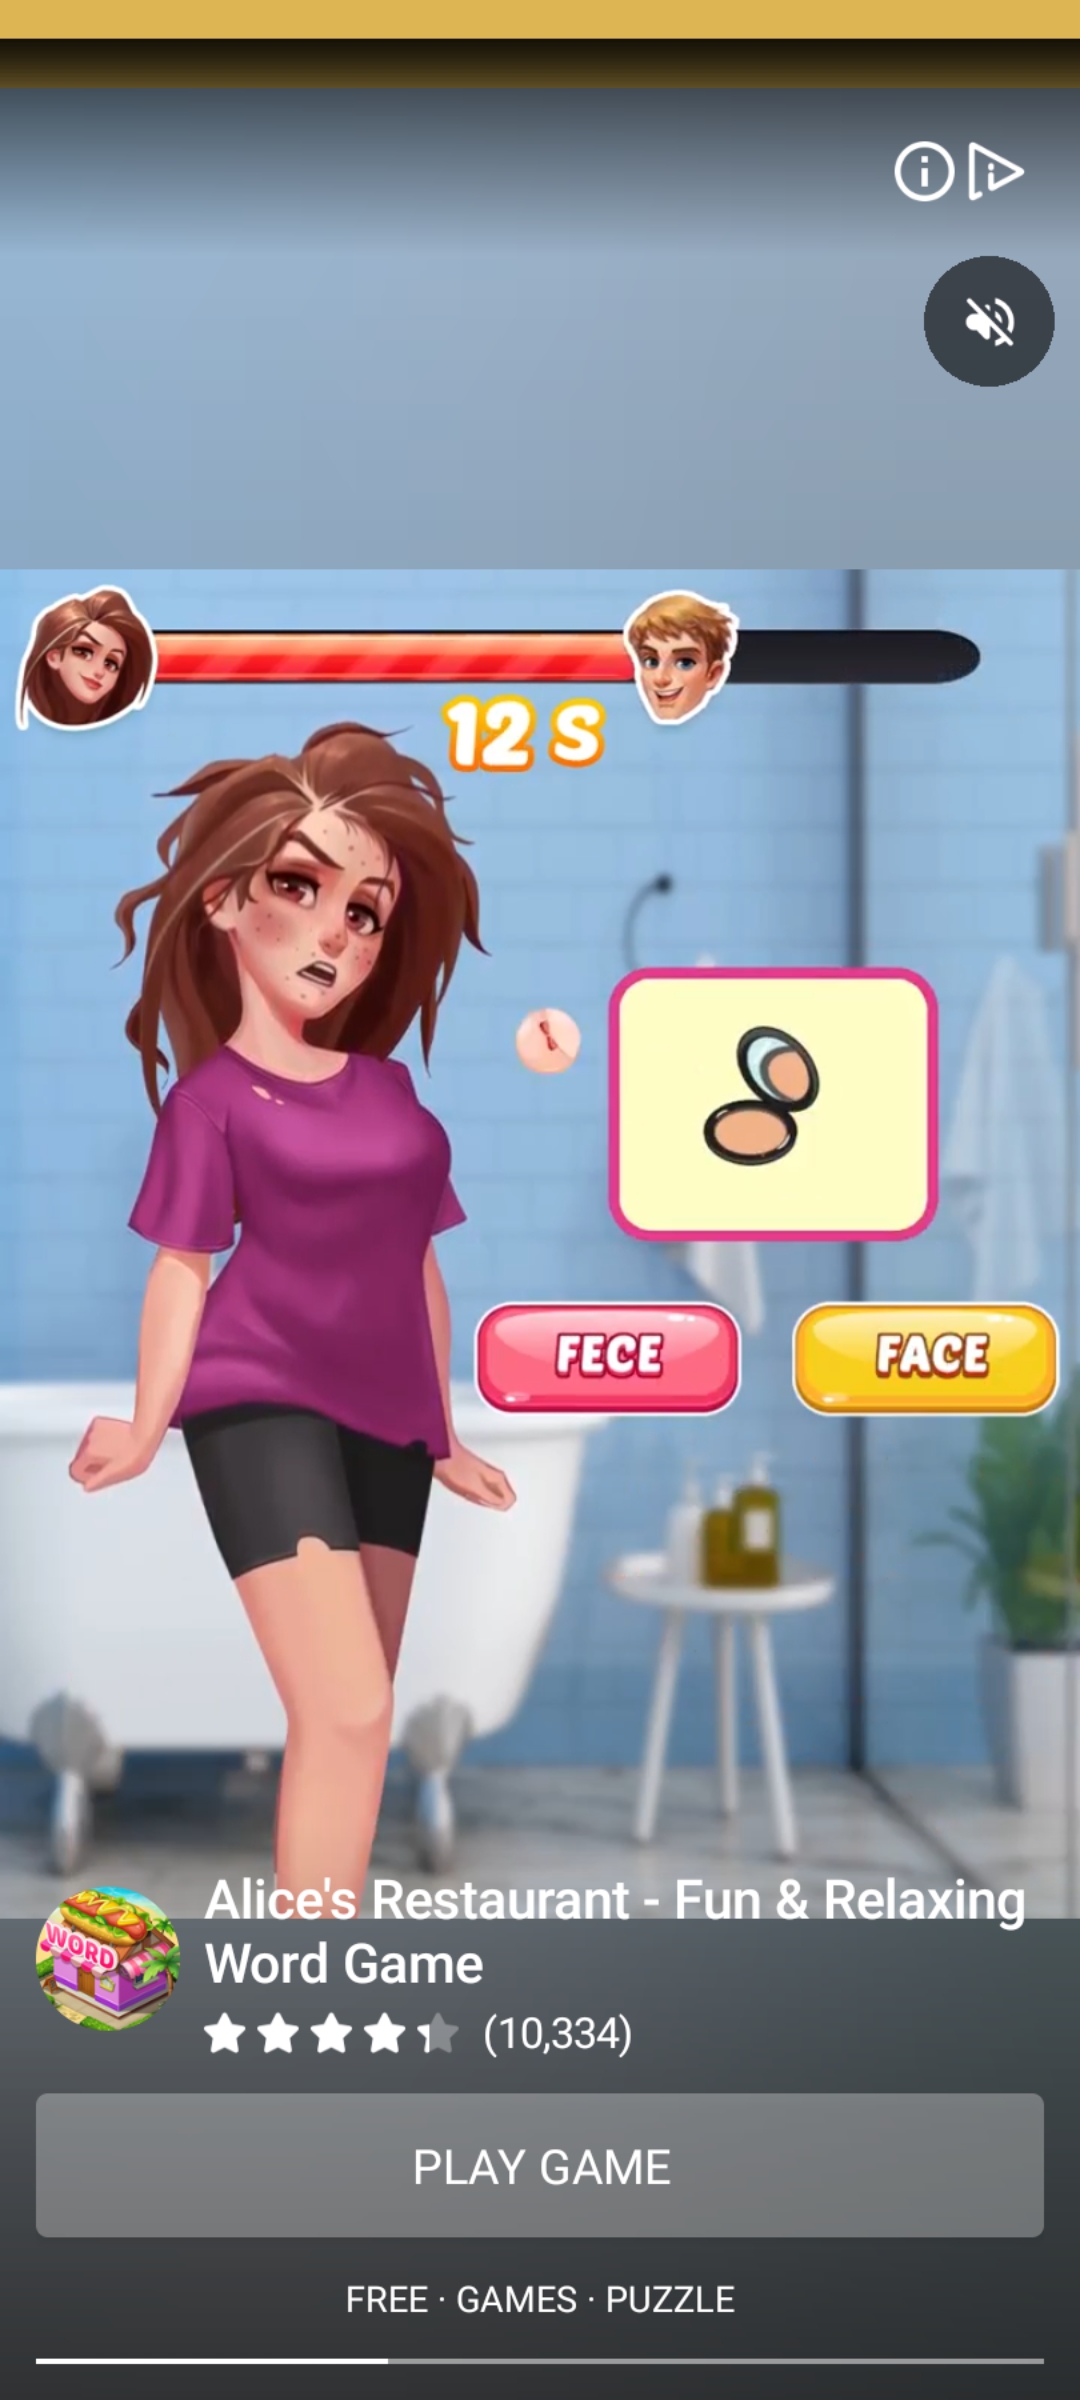 12 S
FECE
FACE
WORD
Alice's Restaurant - Fun & Relaxing
Word Game
(10,334)
PLAY GAME
FREE · GAMES · PUZZLE